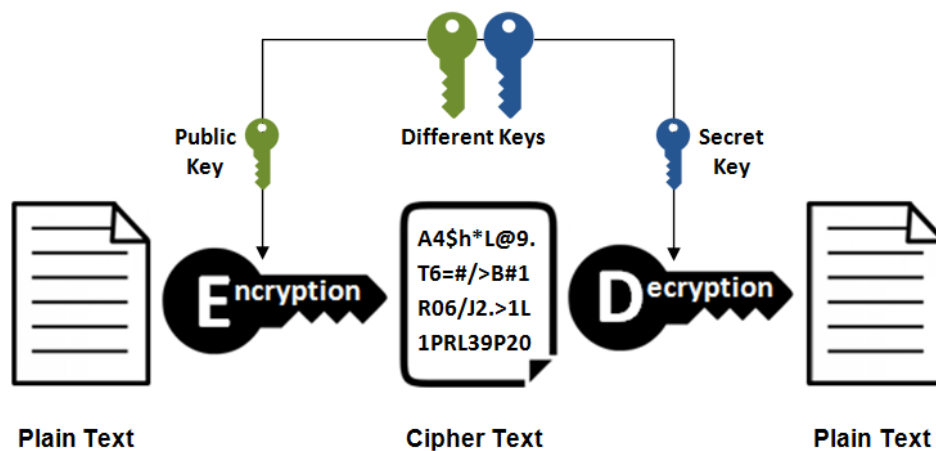 Public
Key
Different Keys
Secret
Key
Encryption
A4$h*L@9.
T6=#/>B#1
R06/J2.>1L
1PRL39P20
Decryption
Plain Text
Cipher Text
Plain Text